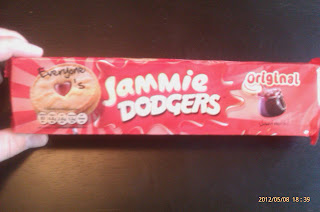 Everyone
's
Jammie
DODGERS
Original
2012/05/08 18:39